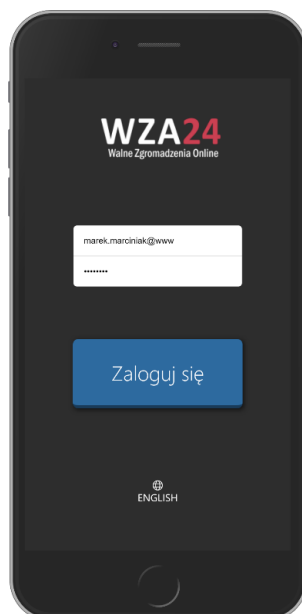 WZA24
Walne Zgromadzenia Online
marek.marciniak@www
••••••••
Zaloguj się
ENGLISH